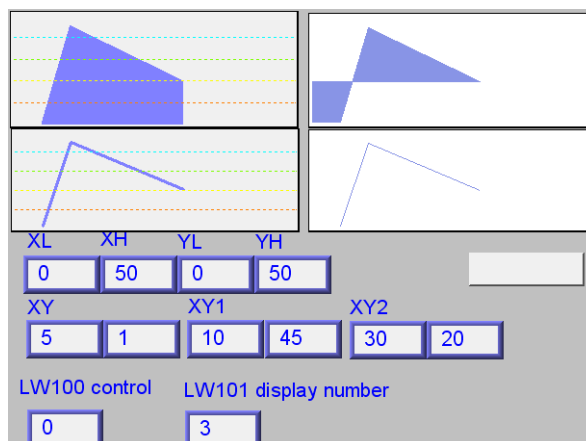 XL XH YL YH
0 50 0 50
XY XY1 XY2
5 1 10 45 30 20
LW100 control LW101 display number
0 3